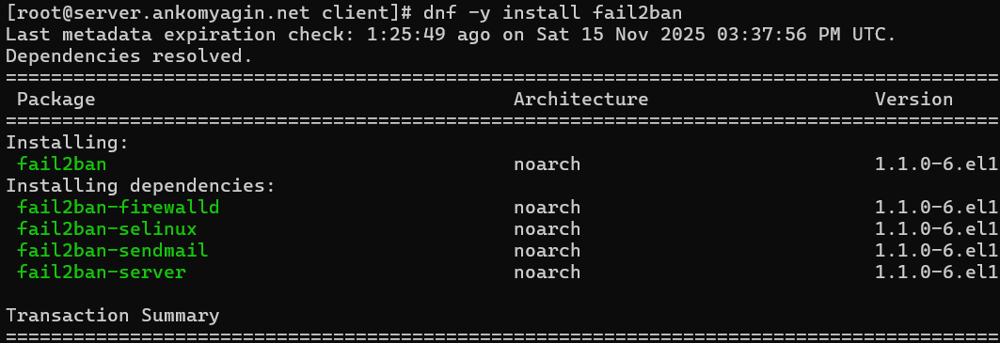 [root@server.ankomyagin.net client]# dnf -y install fail2ban
Last metadata expiration check: 1:25:49 ago on Sat 15 Nov 2025 03:37:56 PM UTC.
Dependencies resolved.
================================================================================
Package Architecture Version
================================================================================
Installing:
fail2ban noarch 1.1.0-6.el1
Installing dependencies:
fail2ban-firewalld noarch 1.1.0-6.el1
fail2ban-selinux noarch 1.1.0-6.el1
fail2ban-sendmail noarch 1.1.0-6.el1
fail2ban-server noarch 1.1.0-6.el1
Transaction Summary
================================================================================